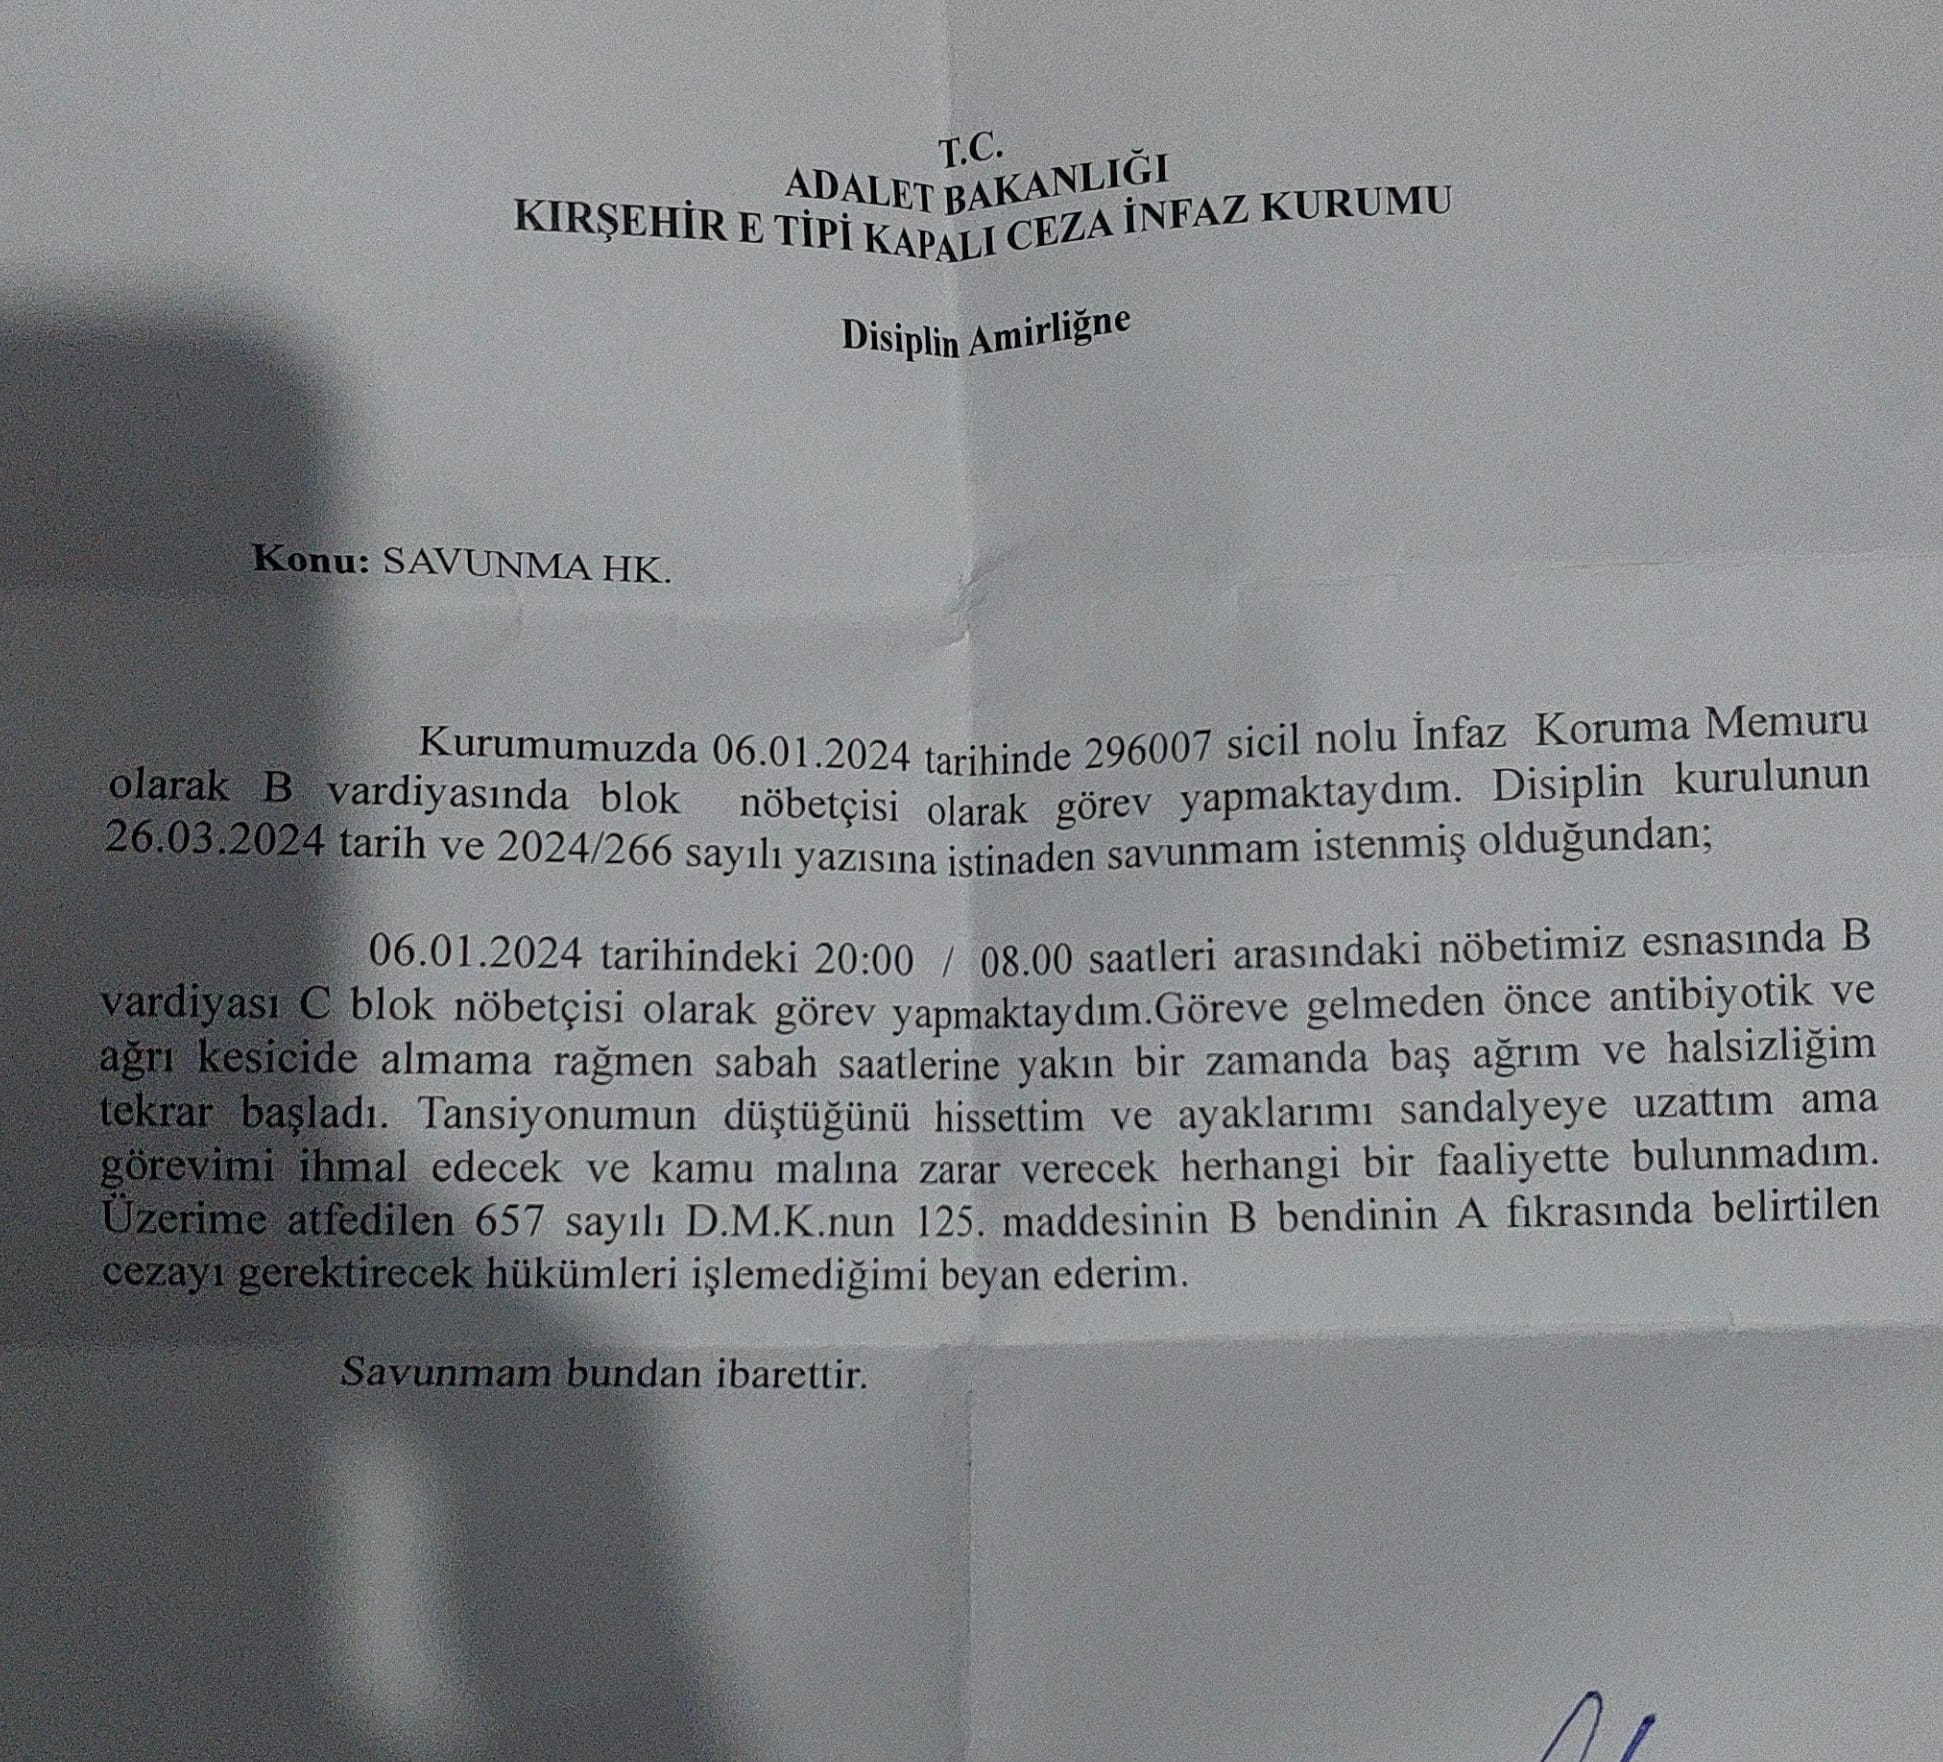 T.C.
ADALET BAKANLIĞI
KIRŞEHİR E TİPİ KAPALI CEZA İNFAZ KURUMU
Disiplin Amirliğne
Konu: SAVUNMA HK.
Kurumumuzda 06.01.2024 tarihinde 296007 sicil nolu İnfaz Koruma Memuru
olarak B vardiyasında blok nöbetçisi olarak görev yapmaktaydım. Disiplin kurulunun
26.03.2024 tarih ve 2024/266 sayılı yazısına istinaden savunmam istenmiş olduğundan;
06.01.2024 tarihindeki 20:00 / 08.00 saatleri arasındaki nöbetimiz esnasında B
vardiyası C blok nöbetçisi olarak görev yapmaktaydım.Göreve gelmeden önce antibiyotik ve
ağrı kesicide almama rağmen sabah saatlerine yakın bir zamanda baş ağrım ve halsizliğim
tekrar başladı. Tansiyonumun düştüğünü hissettim ve ayaklarımı sandalyeye uzattım ama
görevimi ihmal edecek ve kamu malına zarar verecek herhangi bir faaliyette bulunmadım.
Üzerime atfedilen 657 sayılı D.M.K.nun 125. maddesinin B bendinin A fıkrasında belirtilen
cezayı gerektirecek hükümleri işlemediğimi beyan ederim.
Savunmam bundan ibarettir.